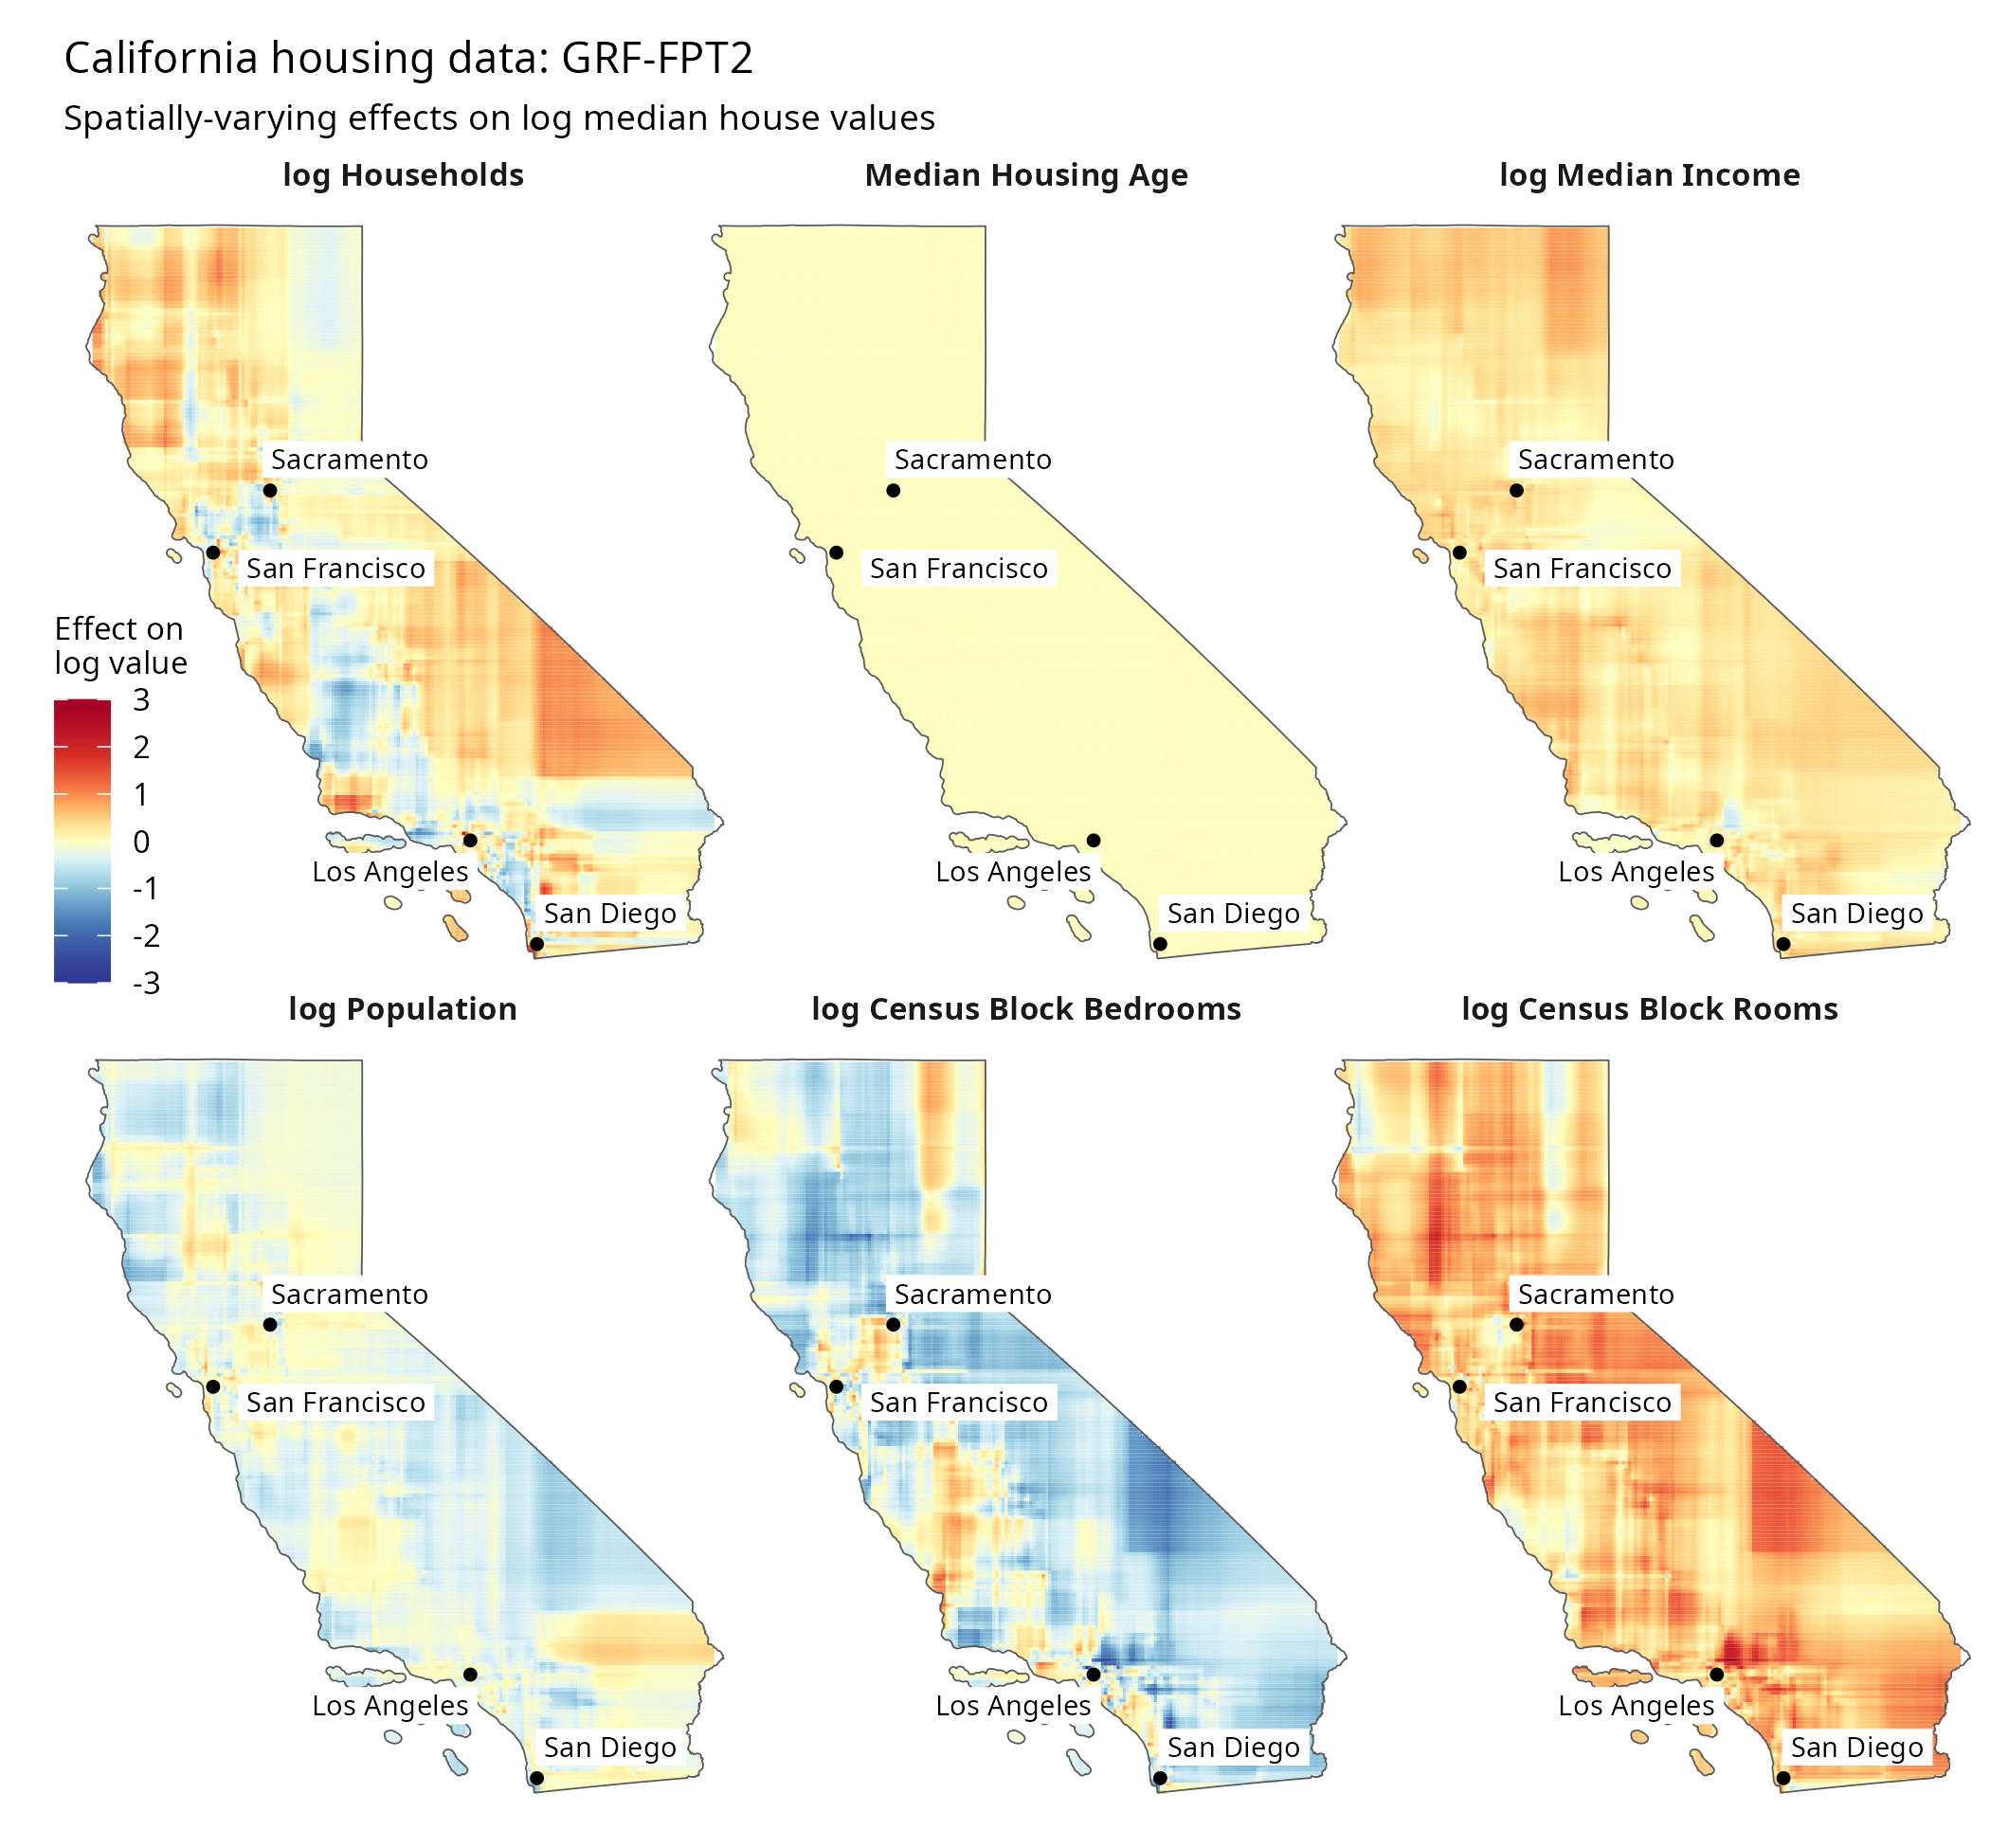 California housing data: GRF-FPT2
Spatially-varying effects on log median house values
log Households
Median Housing Age
log Median Income
Sacramento
San Francisco
Los Angeles
San Diego
Sacramento
San Francisco
Los Angeles
San Diego
Sacramento
San Francisco
Los Angeles
San Diego
Effect on
log value
3
2
1
0
-1
-2
-3
log Population
log Census Block Bedrooms
log Census Block Rooms
Sacramento
San Francisco
Los Angeles
San Diego
Sacramento
San Francisco
Los Angeles
San Diego
Sacramento
San Francisco
Los Angeles
San Diego